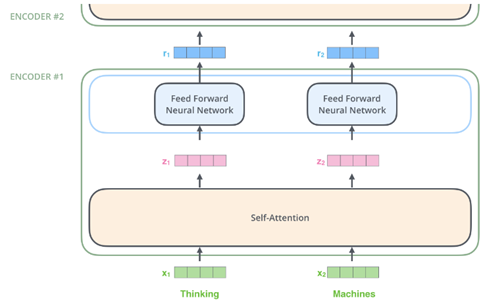 ENCODER #2
r1
r2
ENCODER #1
Feed Forward
Neural Network
Feed Forward
Neural Network
z1
z2
Self-Attention
x1
x2
Thinking
Machines